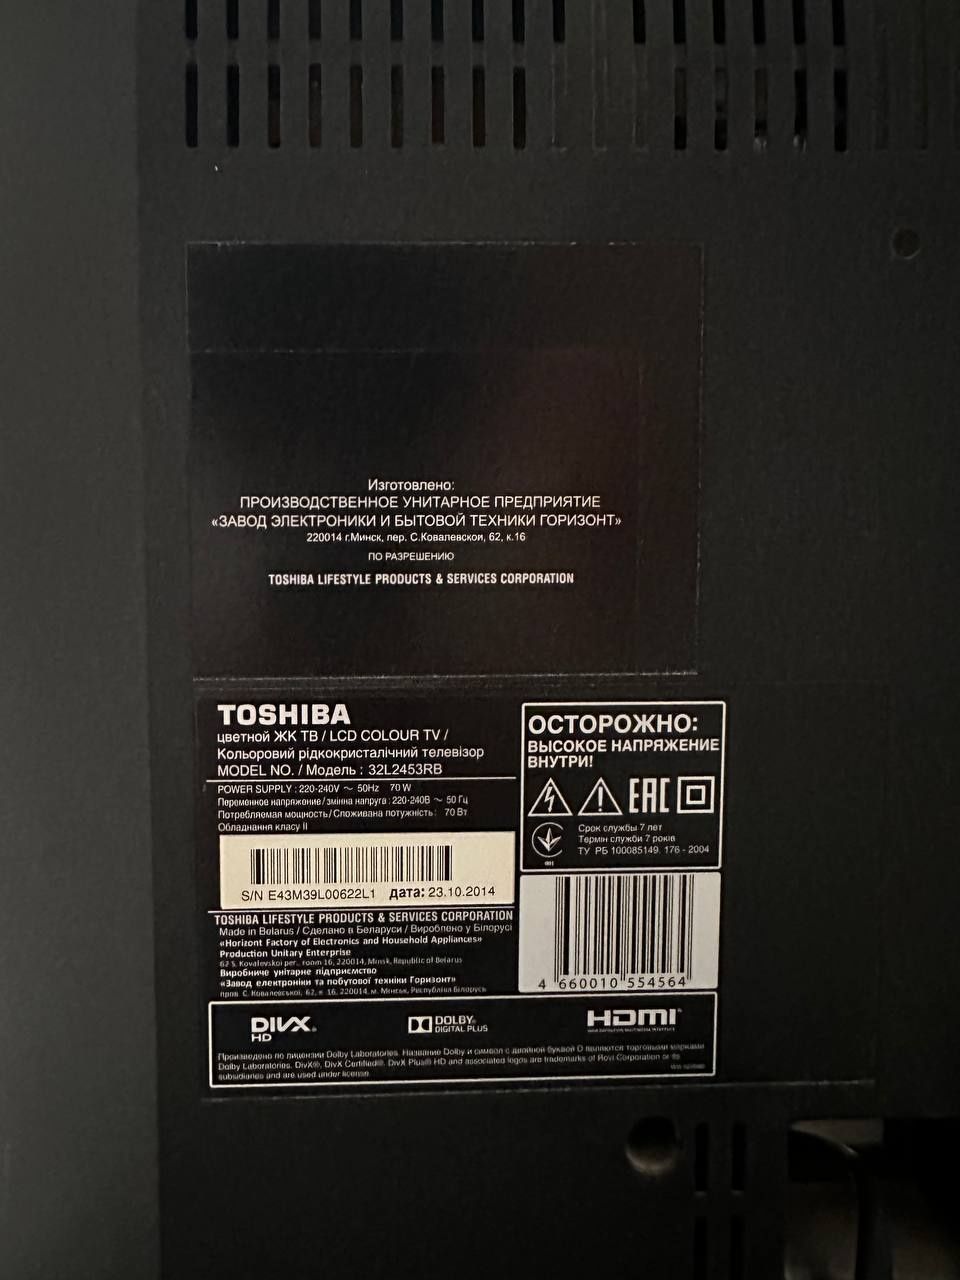 Изготовлено:
ПРОИЗВОДСТВЕННОЕ УНИТАРНОЕ ПРЕДПРИЯТИЕ
«ЗАВОД ЭЛЕКТРОНИКИ И БЫТОВОЙ ТЕХНИКИ ГОРИЗОНТ»
220014 г.Минск, пер. С.Ковалевской, 62, к.16
ПО РАЗРЕШЕНИЮ
TOSHIBA LIFESTYLE PRODUCTS & SERVICES CORPORATION
TOSHIBA
цветной ЖК ТВ / LCD COLOUR TV /
Кольоровий рідкокристалічний телевізор
MODEL NO. / Модель : 32L2453RB
POWER SUPPLY : 220-240V ~ 50Hz 70 W
Переменное напряжение/змінна напруга : 220-240В ~ 50 Гц
Потребляемая мощность/Споживана потужність: 70 Вт
Обладнання класу II
S/N E43M39L00622L1 дата: 23.10.2014
TOSHIBA LIFESTYLE PRODUCTS & SERVICES CORPORATION
Made in Belarus / Сделано в Беларуси / Вироблено у Білорусі
«Horizont Factory of Electronics and Household Appliances»
Production Unitary Enterprise
62 S. Kovalevskoi per., room 16, 220014, Minsk, Republic of Belarus
Виробниче унітарне підприємство
«Завод електроніки та побутової техніки Горизонт»
пров. С. Ковалевської, 62, к. 16, 220014, м. Мінськ, Республіка Білорусь
ОСТОРОЖНО:
ВЫСОКОЕ НАПРЯЖЕНИЕ
ВНУТРИ!
EAC
Срок службы 7 лет
Термін служби 7 років
ТУ РБ 100085149. 176 - 2004
4 660010 554564
DIVX®
HD
DOLBY®
DIGITAL PLUS
HDMI®
HIGH-DEFINITION MULTIMEDIA INTERFACE
Произведено по лицензии Dolby Laboratories. Название Dolby и символ с двойной буквой D являются торговыми марками
Dolby Laboratories. DivX®, DivX Certified®, DivX Plus® HD and associated logos are trademarks of Rovi Corporation or its
subsidiaries and are used under license.